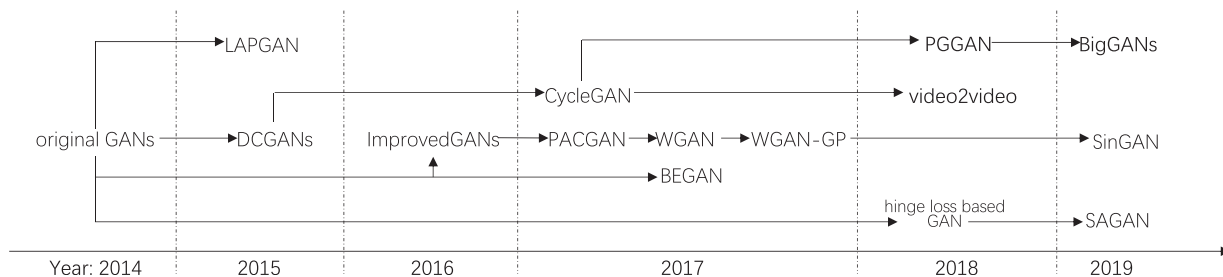 LAPGAN
PGGAN
BigGANs
CycleGAN
video2video
original GANs
DCGANs
ImprovedGANs
PACGAN
WGAN
WGAN-GP
SinGAN
BEGAN
hinge loss based
GAN
SAGAN
Year: 2014
2015
2016
2017
2018
2019